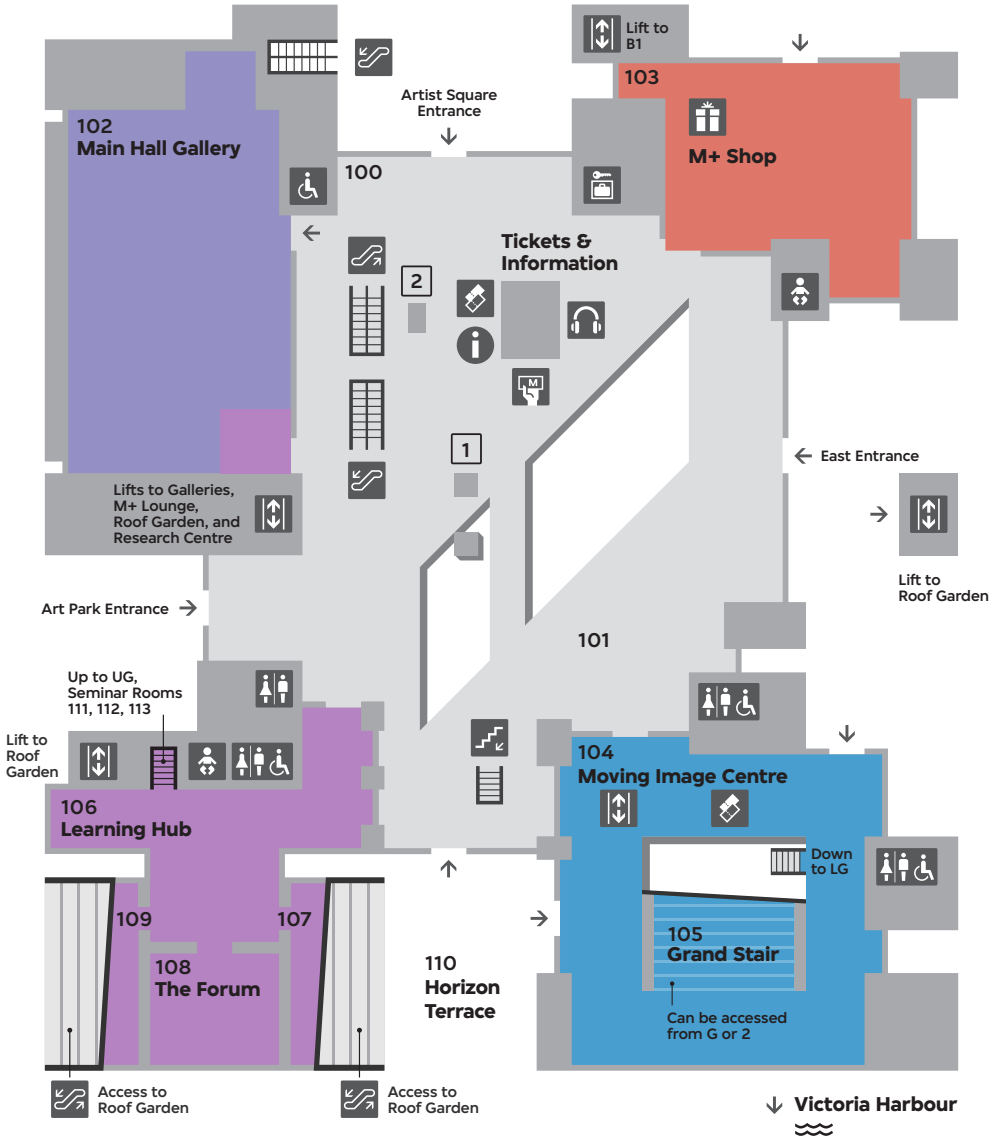 Lift to
B1
103
M+ Shop
Artist Square
Entrance
102
Main Hall Gallery
100
Tickets &
Information
2
i
M
1
East Entrance
Lifts to Galleries,
M+ Lounge,
Roof Garden, and
Research Centre
Lift to
Roof Garden
Art Park Entrance
101
Up to UG,
Seminar Rooms
111, 112, 113
Lift to
Roof
Garden
104
Moving Image Centre
106
Learning Hub
Down
to LG
109
107
105
Grand Stair
108
The Forum
110
Horizon
Terrace
Can be accessed
from G or 2
Access to
Roof Garden
Access to
Roof Garden
Victoria Harbour